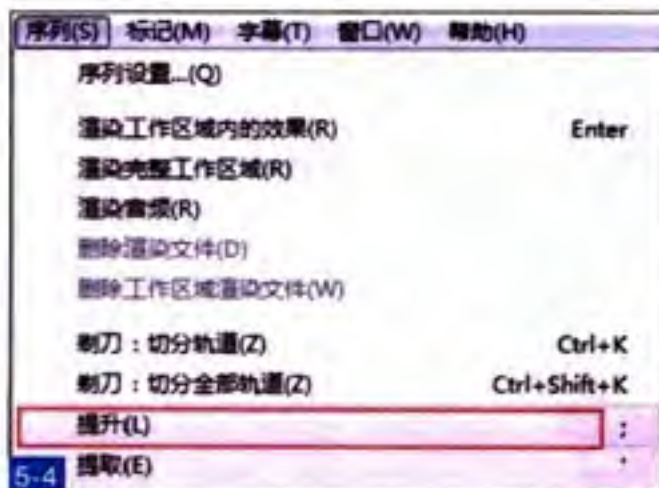 序列(S) 标记(M) 字幕(T) 窗口(W) 帮助(H)
序列设置...(Q)
渲染工作区域内的效果(R) Enter
渲染完整工作区域(R)
渲染音频(R)
删除渲染文件(D)
删除工作区域渲染文件(W)
剃刀：切分轨道(Z) Ctrl+K
剃刀：切分全部轨道(Z) Ctrl+Shift+K
提升(L) ;
提取(E) '
5-4